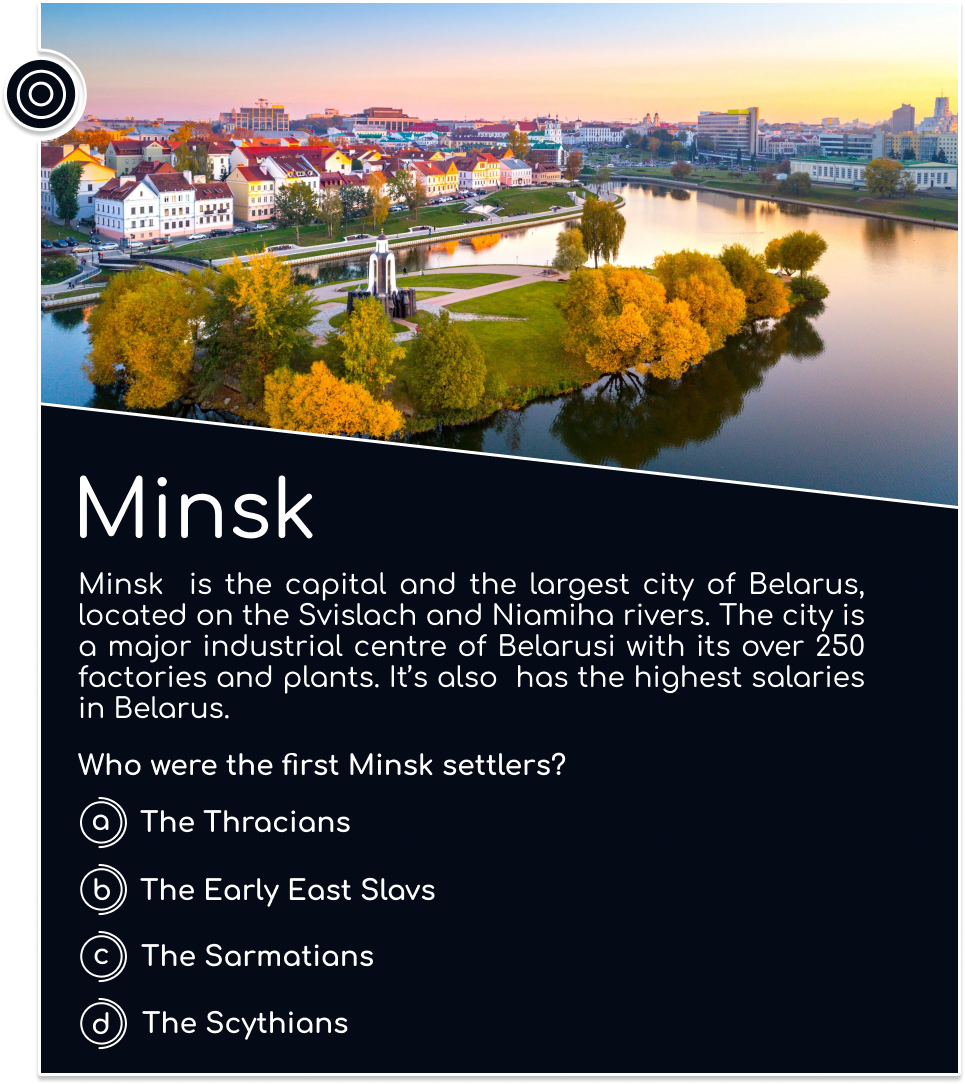 Minsk
Minsk  is the capital and the largest city of Belarus,
located on the Svislach and Niamiha rivers. The city is
a major industrial centre of Belarusi with its over 250
factories and plants. It’s also  has the highest salaries
in Belarus.
Who were the first Minsk settlers?
a The Thracians
b The Early East Slavs
c The Sarmatians
d The Scythians